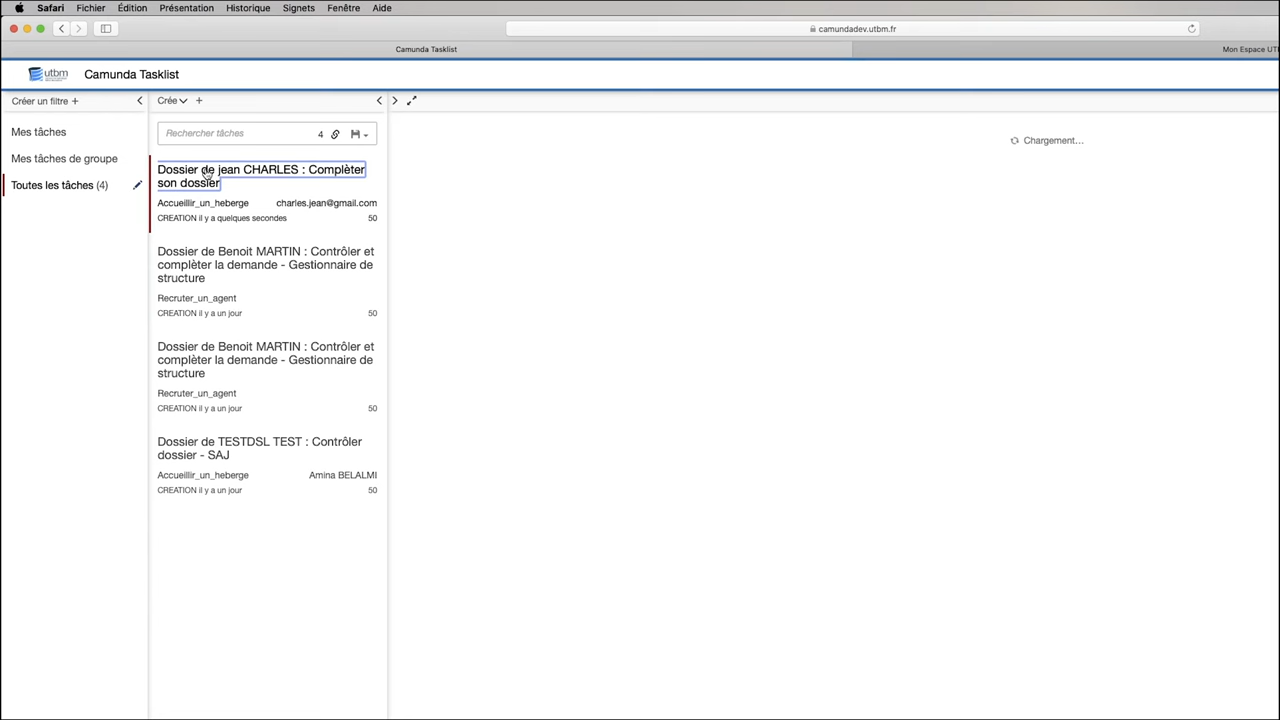 Safari Fichier Édition Présentation Historique Signets Fenêtre Aide
camundadev.utbm.fr
Camunda Tasklist
Mon Espace UTB
utbm Camunda Tasklist
Créer un filtre +
Crée +
Mes tâches
Mes tâches de groupe
Toutes les tâches (4)
Rechercher tâches 4
Dossier de jean CHARLES : Complèter
son dossier
Accueillir_un_heberge charles.jean@gmail.com
CREATION il y a quelques secondes 50
Dossier de Benoit MARTIN : Contrôler et
complèter la demande - Gestionnaire de
structure
Recruter_un_agent
CREATION il y a un jour 50
Dossier de Benoit MARTIN : Contrôler et
complèter la demande - Gestionnaire de
structure
Recruter_un_agent
CREATION il y a un jour 50
Dossier de TESTDSL TEST : Contrôler
dossier - SAJ
Accueillir_un_heberge Amina BELALMI
CREATION il y a un jour 50
Chargement...